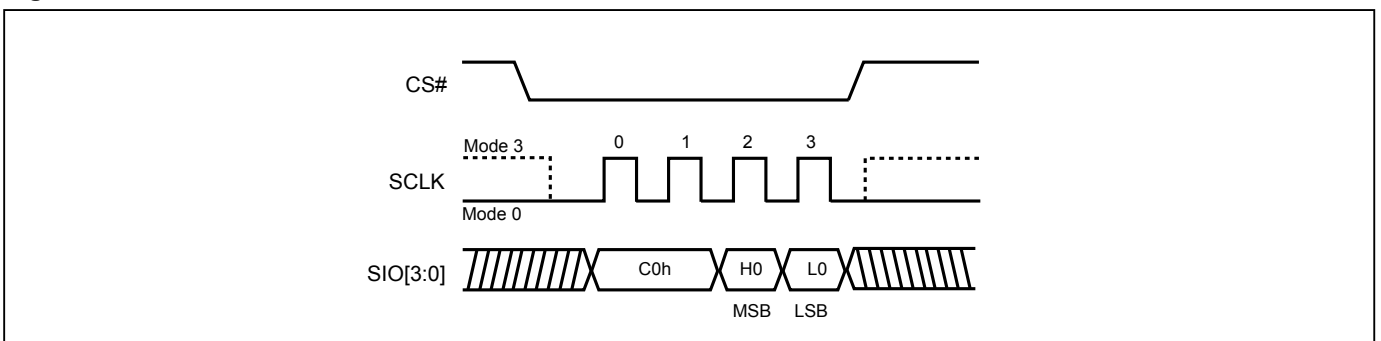 CS#
Mode 3
0 1 2 3
SCLK
Mode 0
SIO[3:0]
C0h H0 L0
MSB LSB